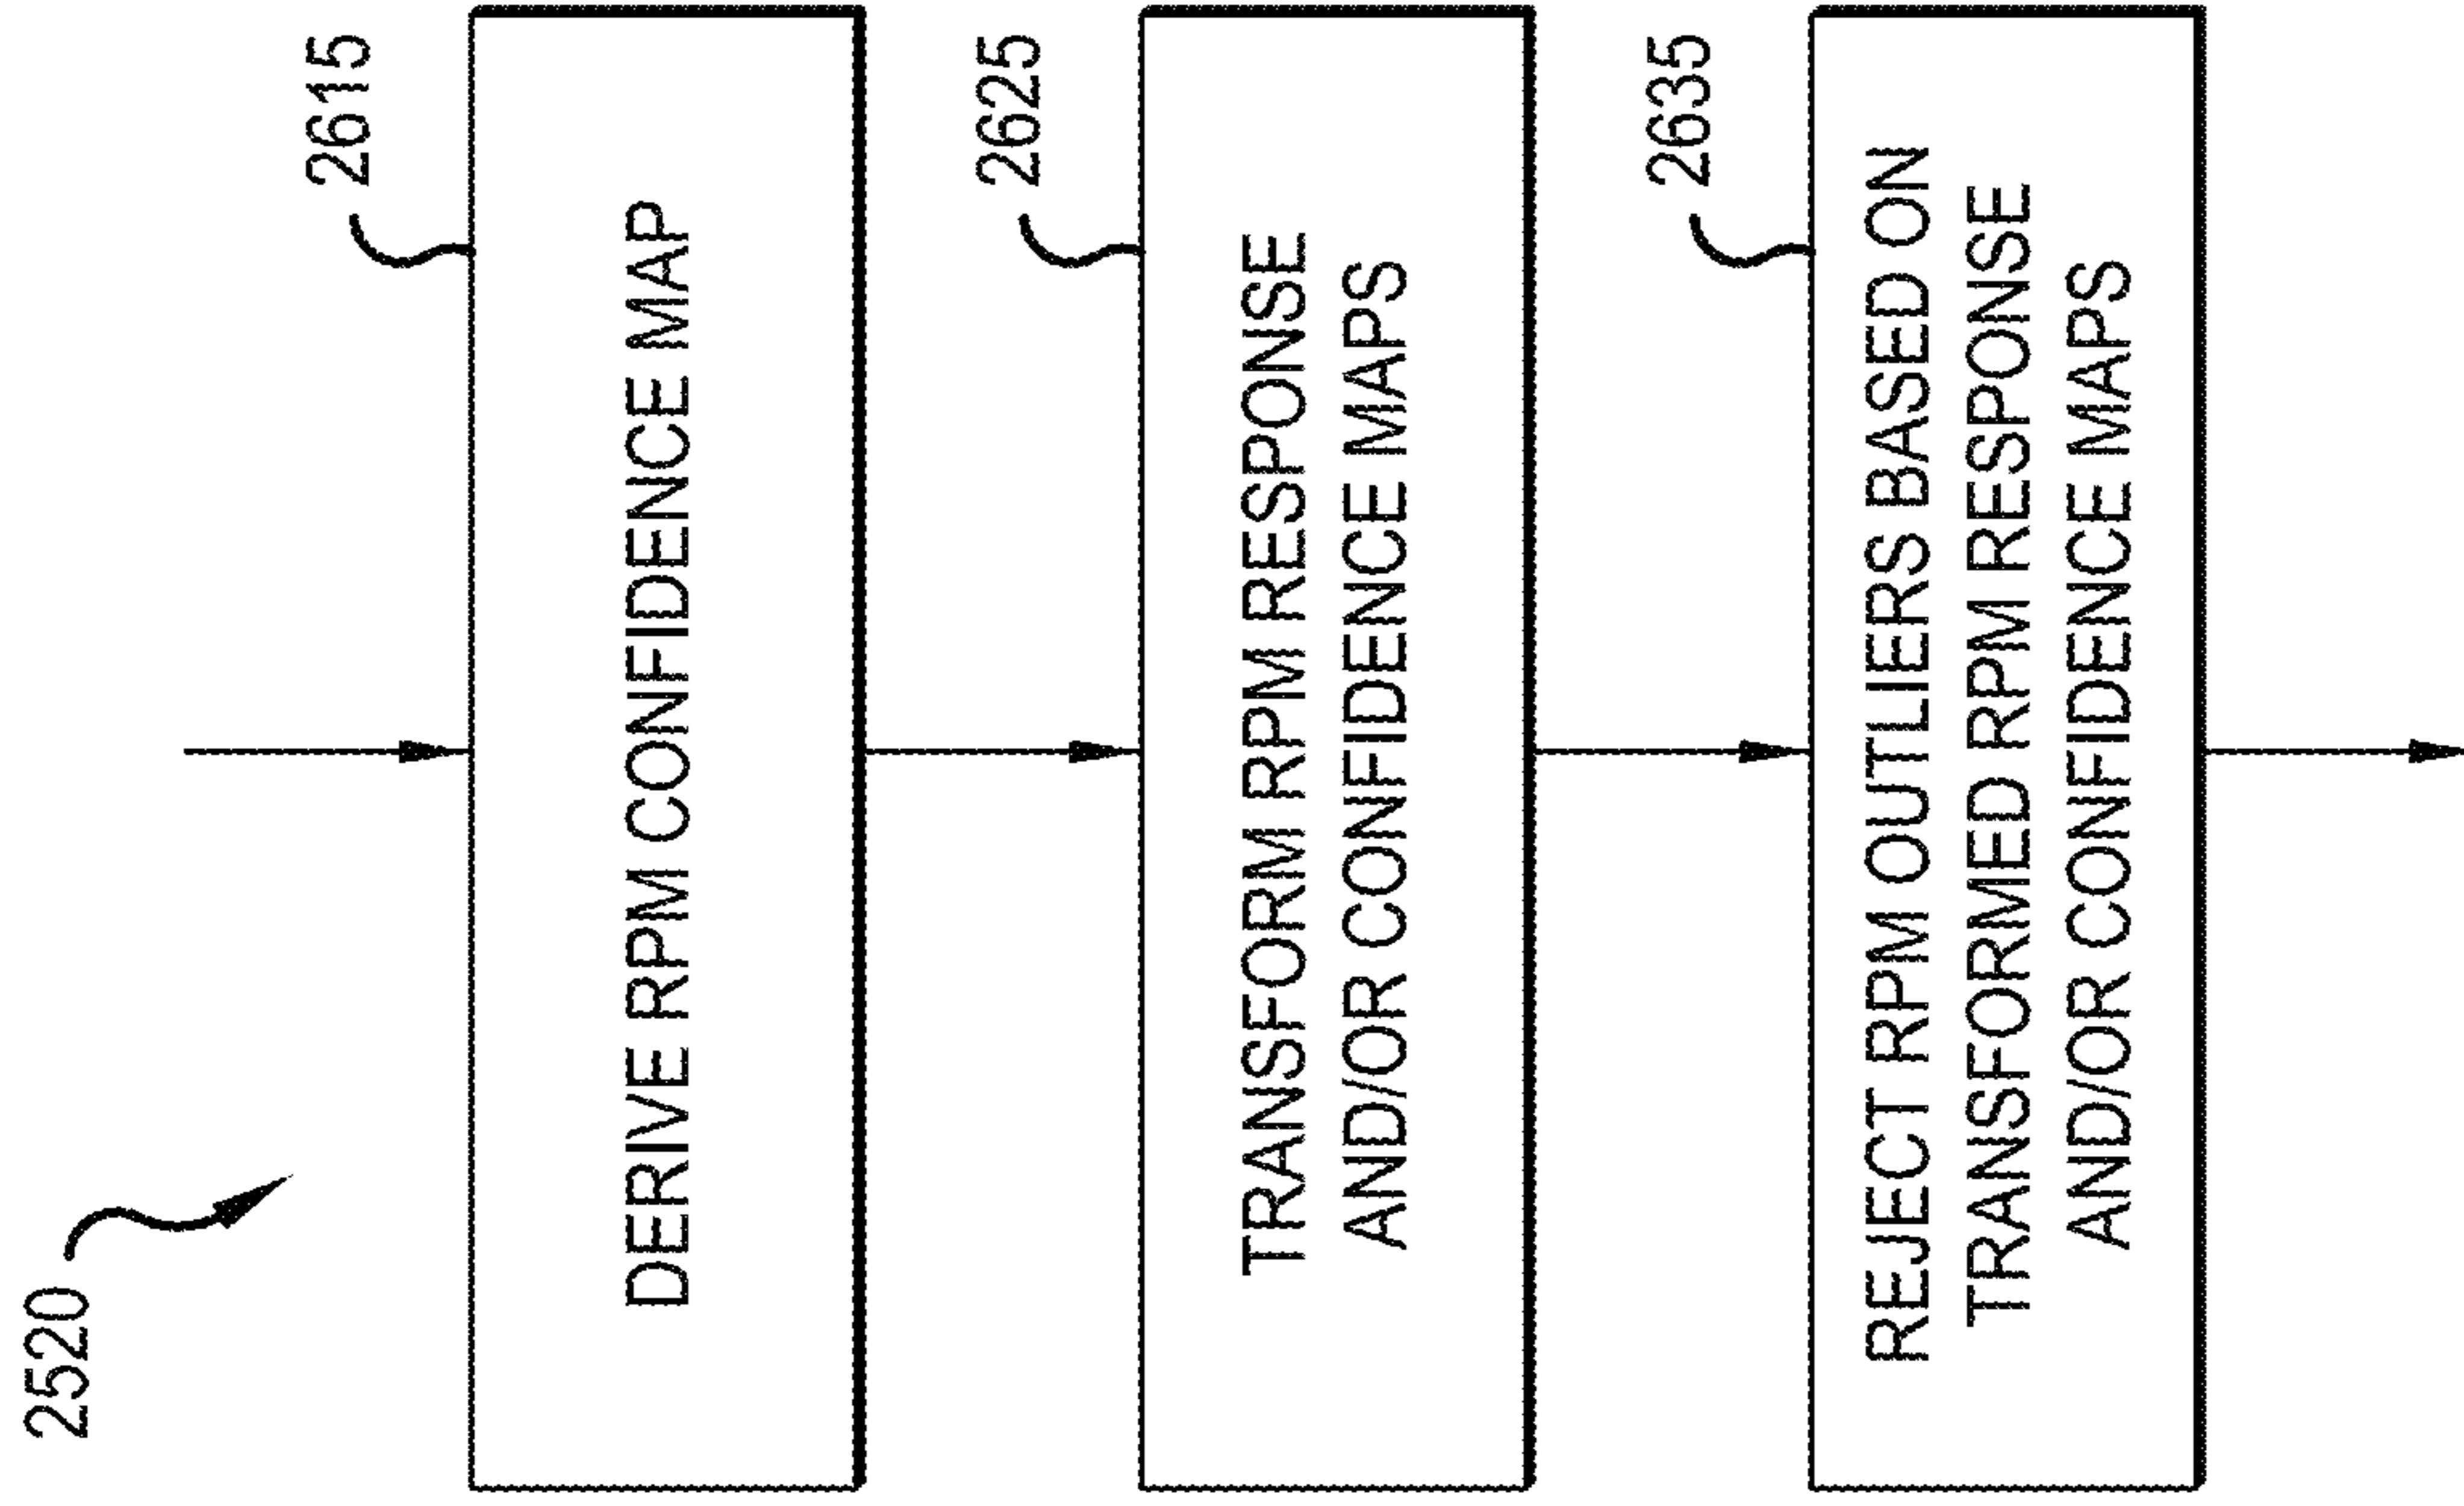 2520
2615
DERIVE RPM CONFIDENCE MAP
2625
TRANSFORM RPM RESPONSE
AND/OR CONFIDENCE MAPS
2635
REJECT RPM OUTLIERS BASED ON
TRANSFORMED RPM RESPONSE
AND/OR CONFIDENCE MAPS